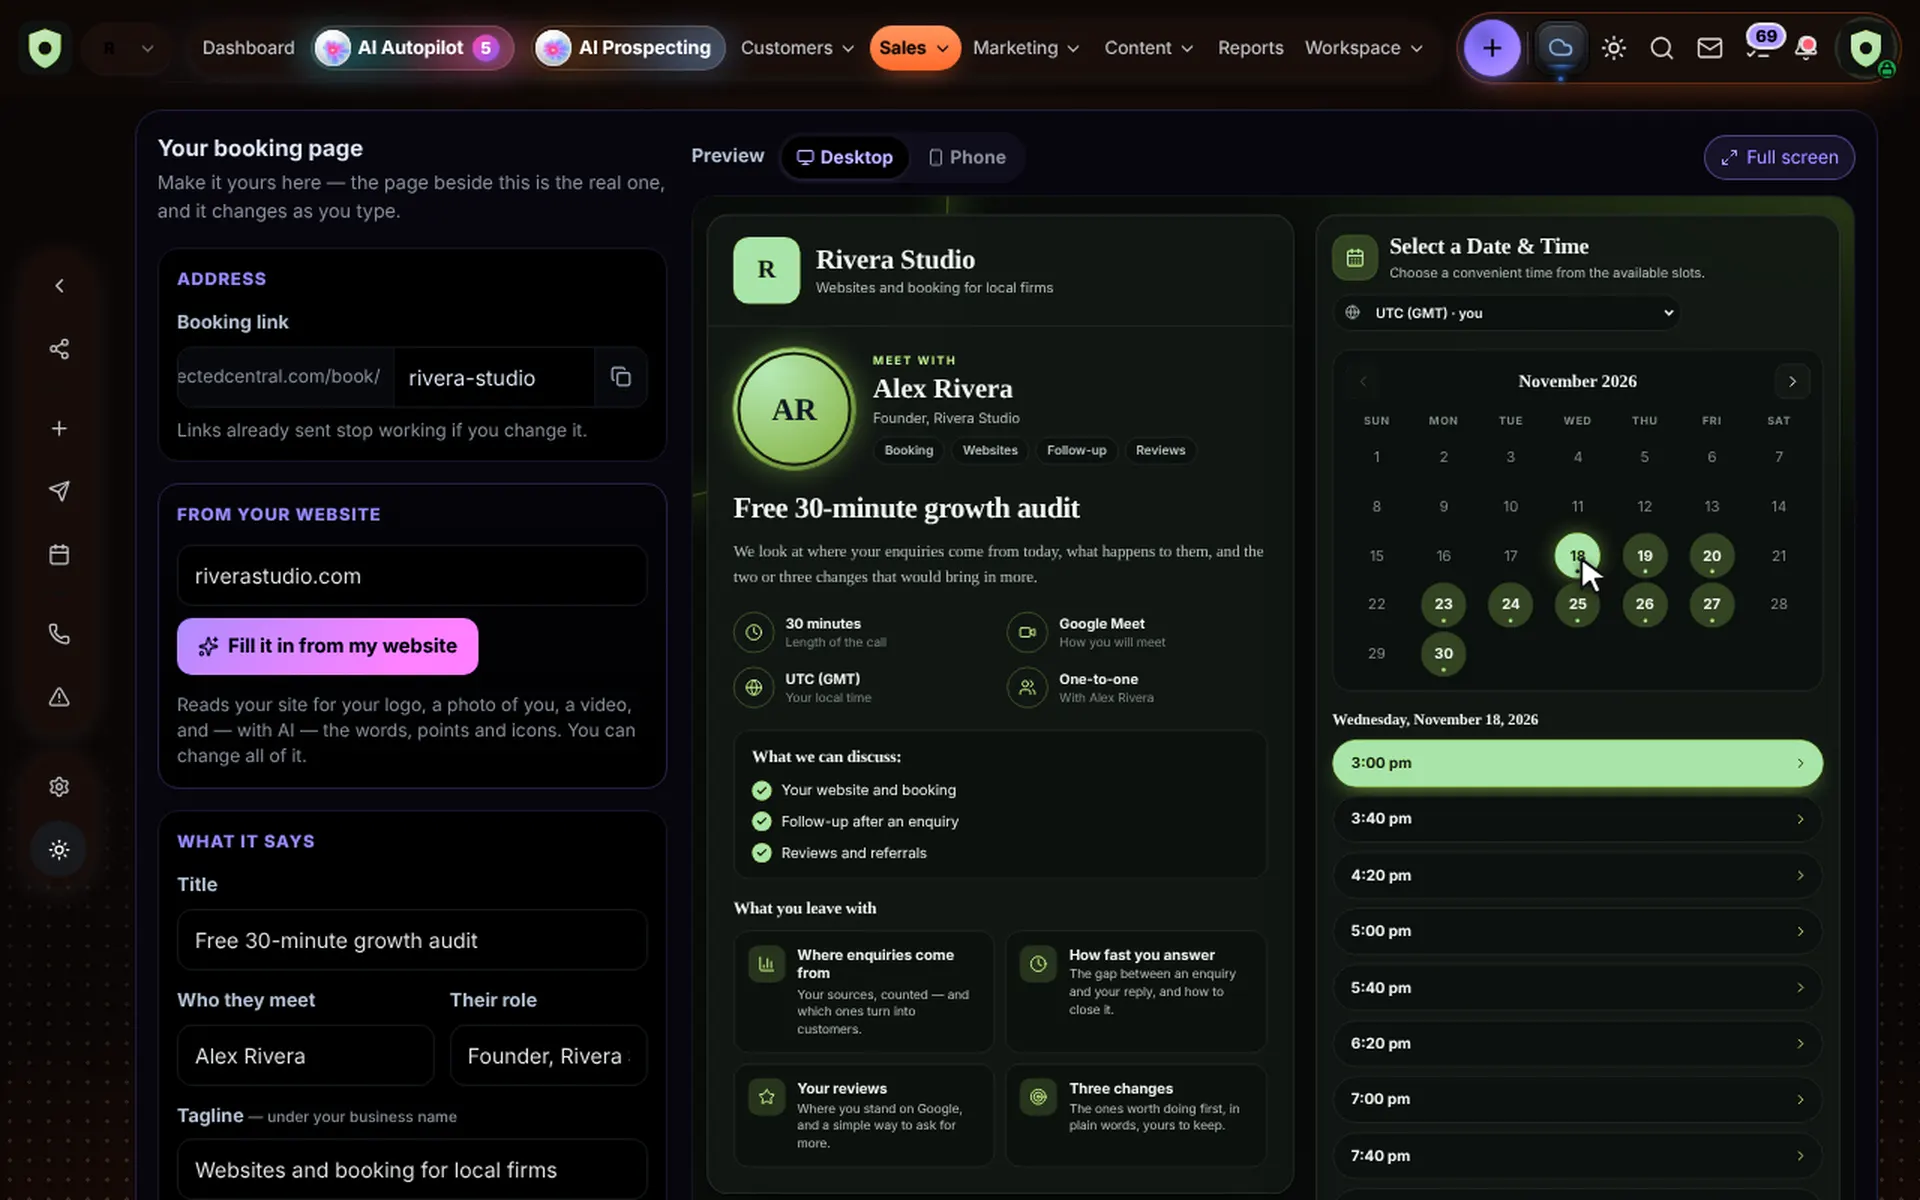 R
Dashboard
AI Autopilot 5
AI Prospecting
Customers
Sales
Marketing
Content
Reports
Workspace
69
Your booking page
Make it yours here — the page beside this is the real one,
and it changes as you type.
ADDRESS
Booking link
ectedcentral.com/book/ rivera-studio
Links already sent stop working if you change it.
FROM YOUR WEBSITE
riverastudio.com
Fill it in from my website
Reads your site for your logo, a photo of you, a video,
and — with AI — the words, points and icons. You can
change all of it.
WHAT IT SAYS
Title
Free 30-minute growth audit
Who they meet Their role
Alex Rivera Founder, Rivera
Tagline — under your business name
Websites and booking for local firms
Preview Desktop Phone Full screen
R
Rivera Studio
Websites and booking for local firms
AR
MEET WITH
Alex Rivera
Founder, Rivera Studio
Booking Websites Follow-up Reviews
Free 30-minute growth audit
We look at where your enquiries come from today, what happens to them, and the
two or three changes that would bring in more.
30 minutes
Length of the call
Google Meet
How you will meet
UTC (GMT)
Your local time
One-to-one
With Alex Rivera
What we can discuss:
Your website and booking
Follow-up after an enquiry
Reviews and referrals
What you leave with
Where enquiries come
from
Your sources, counted — and
which ones turn into
customers.
How fast you answer
The gap between an enquiry
and your reply, and how to
close it.
Your reviews
Where you stand on Google,
and a simple way to ask for
more.
Three changes
The ones worth doing first, in
plain words, yours to keep.
Select a Date & Time
Choose a convenient time from the available slots.
UTC (GMT) · you
November 2026
SUN MON TUE WED THU FRI SAT
1 2 3 4 5 6 7
8 9 10 11 12 13 14
15 16 17 18 19 20 21
22 23 24 25 26 27 28
29 30
Wednesday, November 18, 2026
3:00 pm
3:40 pm
4:20 pm
5:00 pm
5:40 pm
6:20 pm
7:00 pm
7:40 pm